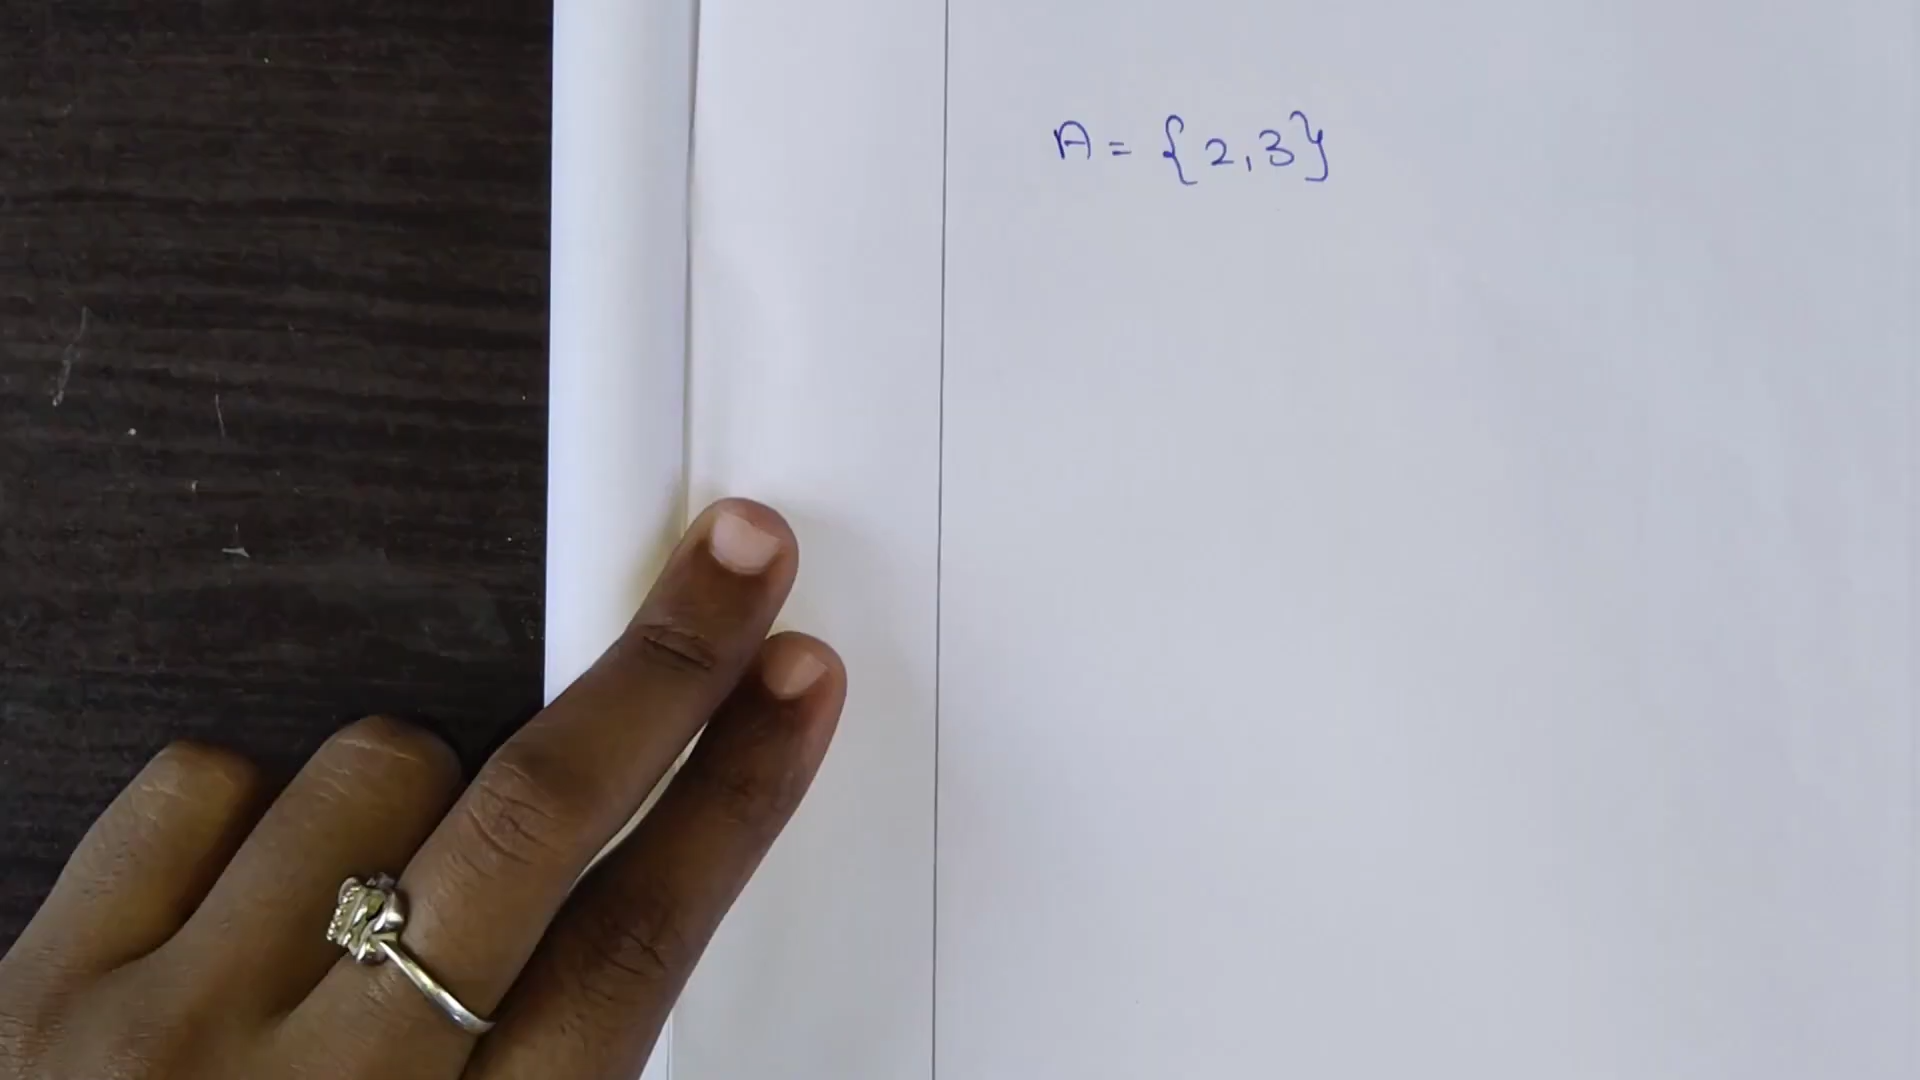 A = {2,3}